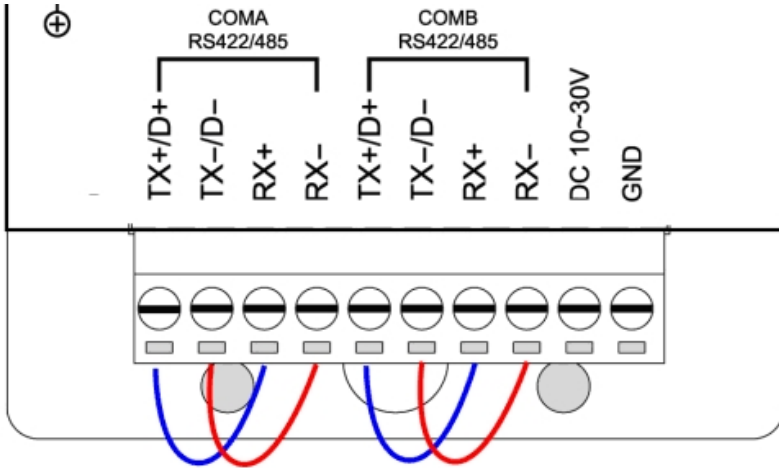 COMA
RS422/485
COMB
RS422/485
TX+/D+
TX−/D−
RX+
RX−
TX+/D+
TX−/D−
RX+
RX−
DC 10~30V
GND